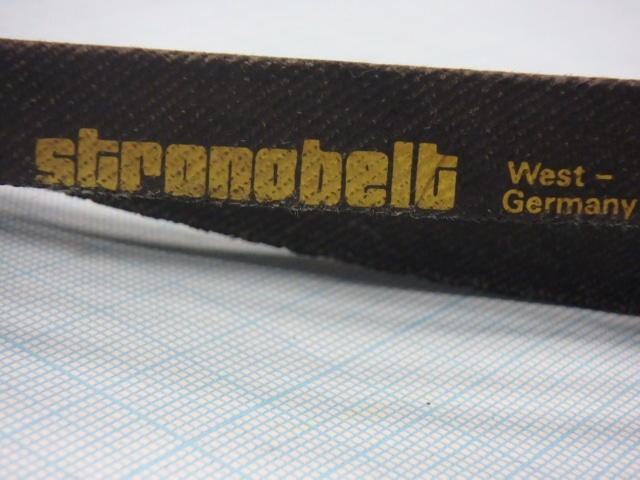 stronobelt
West -
Germany